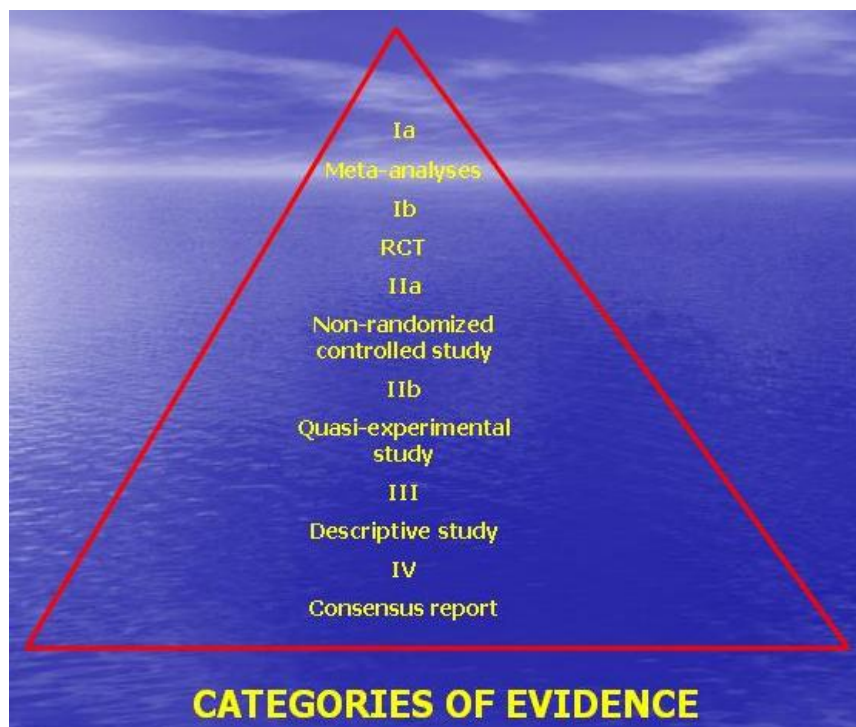 Ia
Meta-analyses
Ib
RCT
IIa
Non-randomized
controlled study
IIb
Quasi-experimental
study
III
Descriptive study
IV
Consensus report
CATEGORIES OF EVIDENCE